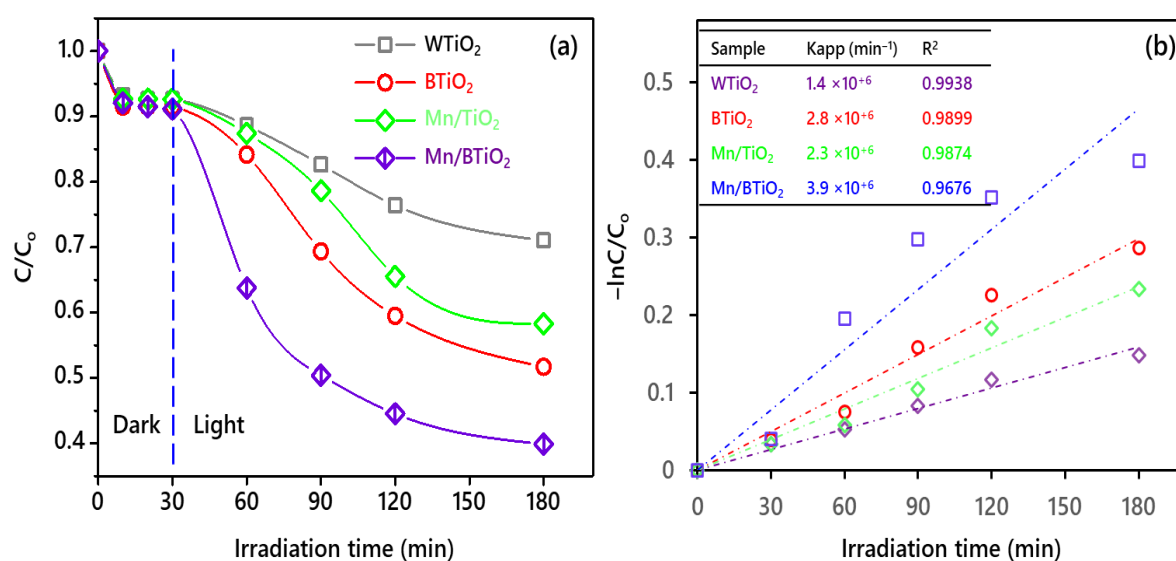 (a)
WTiO₂
BTiO₂
Mn/TiO₂
Mn/BTiO₂
Dark
Light
C/Cₒ
1.0
0.9
0.8
0.7
0.6
0.5
0.4
0 30 60 90 120 150 180
Irradiation time (min)
(b)
Sample Kapp (min⁻¹) R²
WTiO₂ 1.4 ×10⁺⁶ 0.9938
BTiO₂ 2.8 ×10⁺⁶ 0.9899
Mn/TiO₂ 2.3 ×10⁺⁶ 0.9874
Mn/BTiO₂ 3.9 ×10⁺⁶ 0.9676
–lnC/Cₒ
0.5
0.4
0.3
0.2
0.1
0
0 30 60 90 120 150 180
Irradiation time (min)